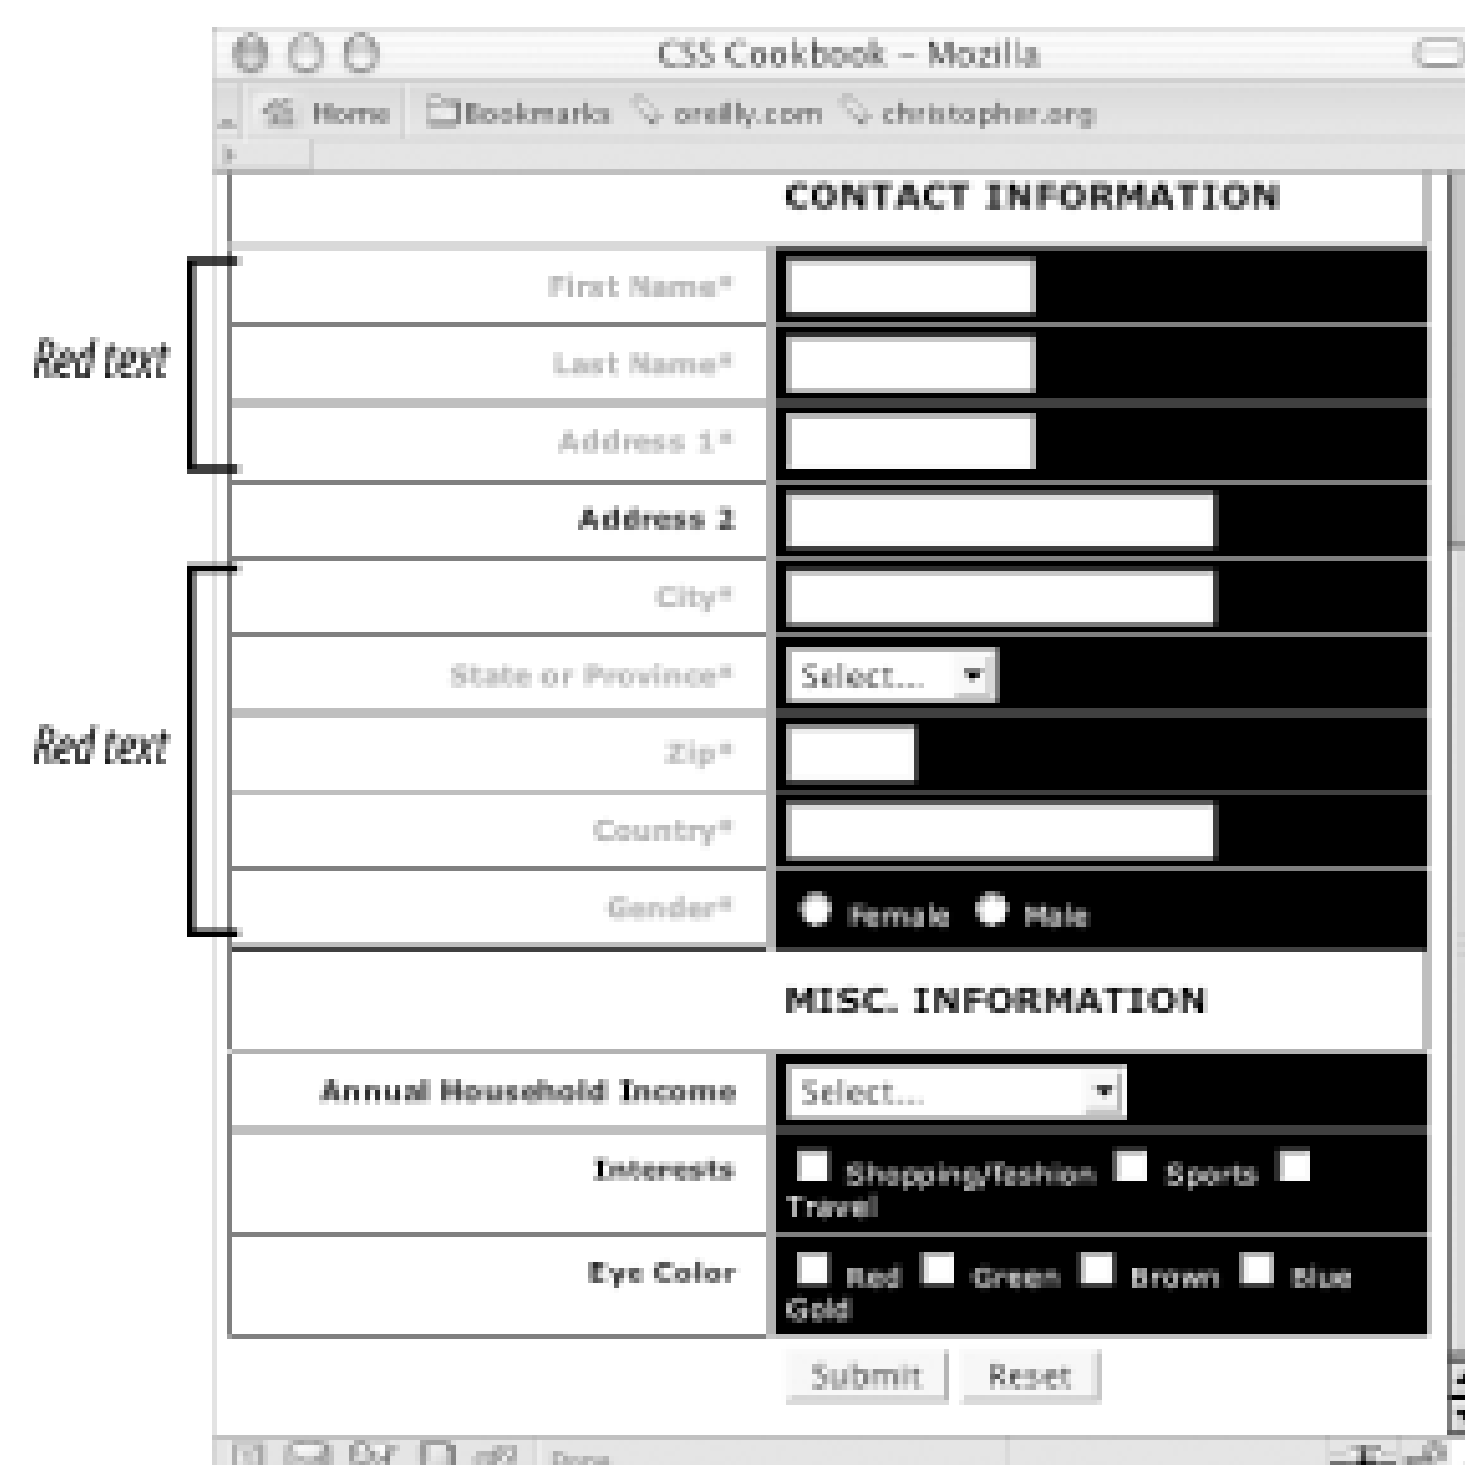 CSS Cookbook – Mozilla
Home Bookmarks oreilly.com christopher.org
CONTACT INFORMATION
First Name*
Red text
Last Name*
Address 1*
Address 2
City*
State or Province* Select...
Red text
Zip*
Country*
Gender* Female Male
MISC. INFORMATION
Annual Household Income Select...
Interests Shopping/fashion Sports
Travel
Eye Color Red Green Brown Blue
Gold
Submit Reset
Done